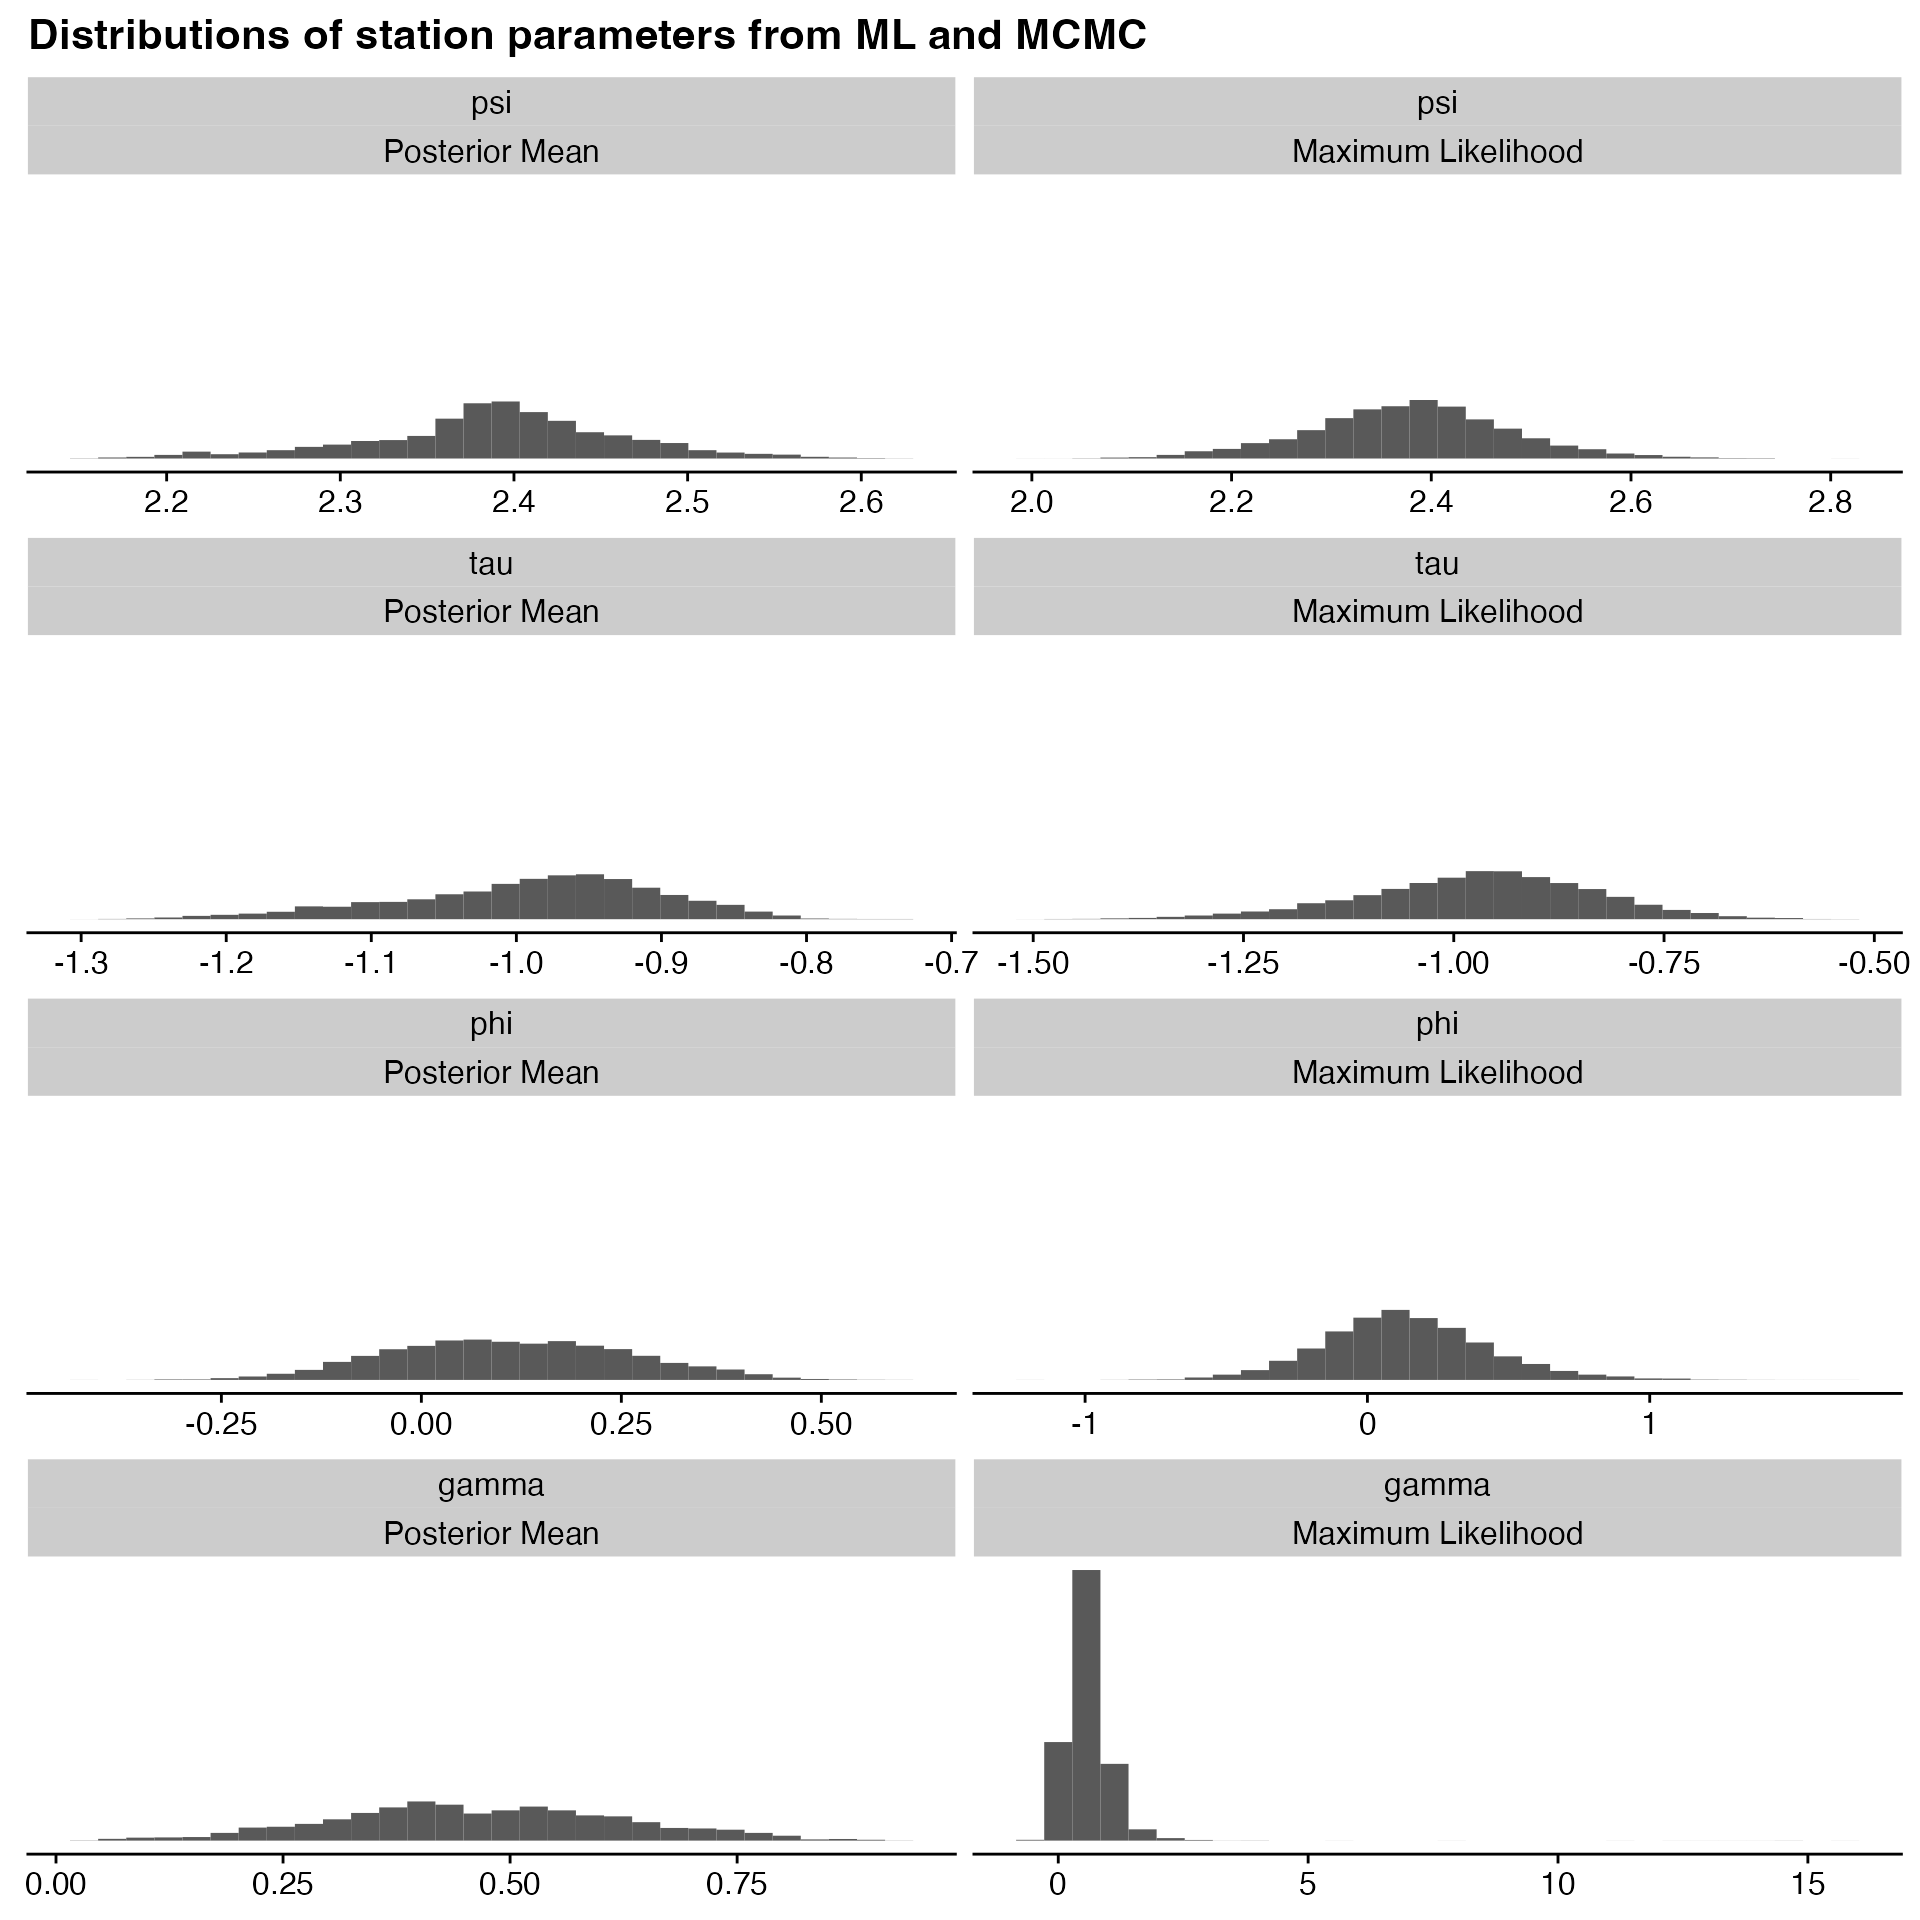 Distributions of station parameters from ML and MCMC
psi psi
Posterior Mean Maximum Likelihood
2.2 2.3 2.4 2.5 2.6 2.0 2.2 2.4 2.6 2.8
tau tau
Posterior Mean Maximum Likelihood
-1.3 -1.2 -1.1 -1.0 -0.9 -0.8 -0.7 -1.50 -1.25 -1.00 -0.75 -0.50
phi phi
Posterior Mean Maximum Likelihood
-0.25 0.00 0.25 0.50 -1 0 1
gamma gamma
Posterior Mean Maximum Likelihood
0.00 0.25 0.50 0.75 0 5 10 15